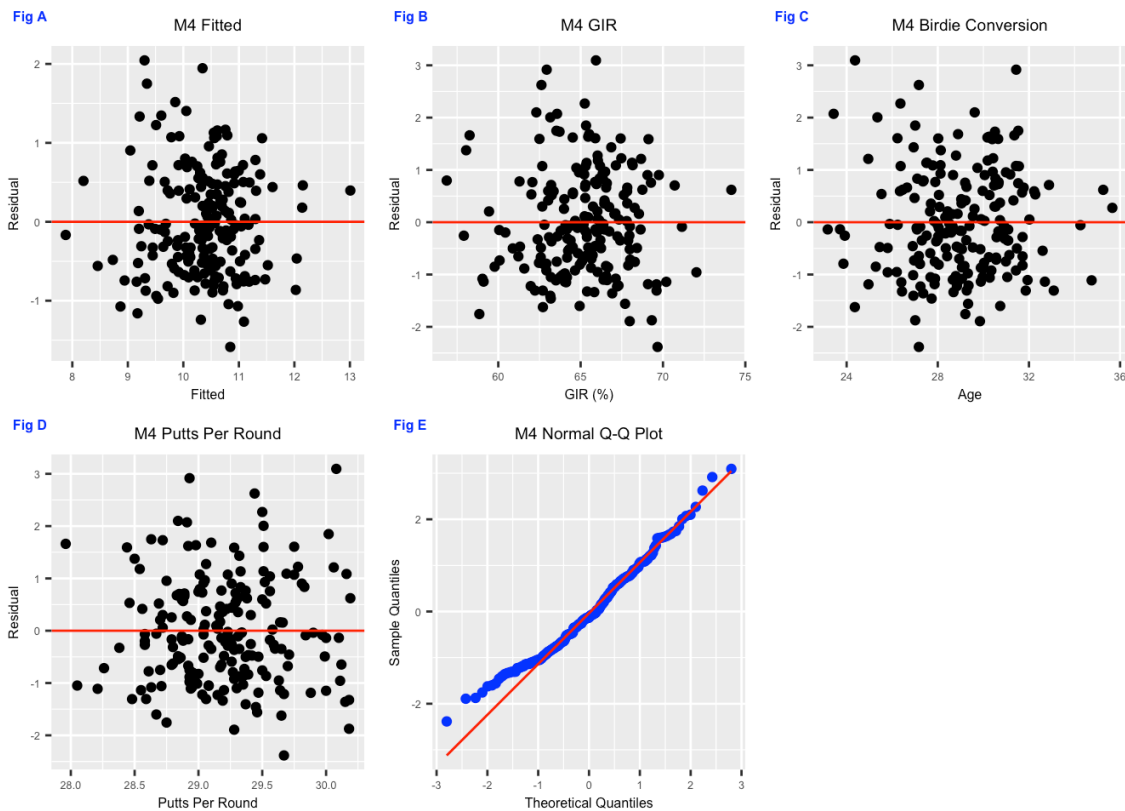 Fig A
M4 Fitted
2
1
0
-1
Residual
8 9 10 11 12 13
Fitted
Fig B
M4 GIR
3
2
1
0
-1
-2
Residual
60 65 70 75
GIR (%)
Fig C
M4 Birdie Conversion
3
2
1
0
-1
-2
Residual
24 28 32 36
Age
Fig D
M4 Putts Per Round
3
2
1
0
-1
-2
Residual
28.0 28.5 29.0 29.5 30.0
Putts Per Round
Fig E
M4 Normal Q-Q Plot
2
0
-2
Sample Quantiles
-3 -2 -1 0 1 2 3
Theoretical Quantiles